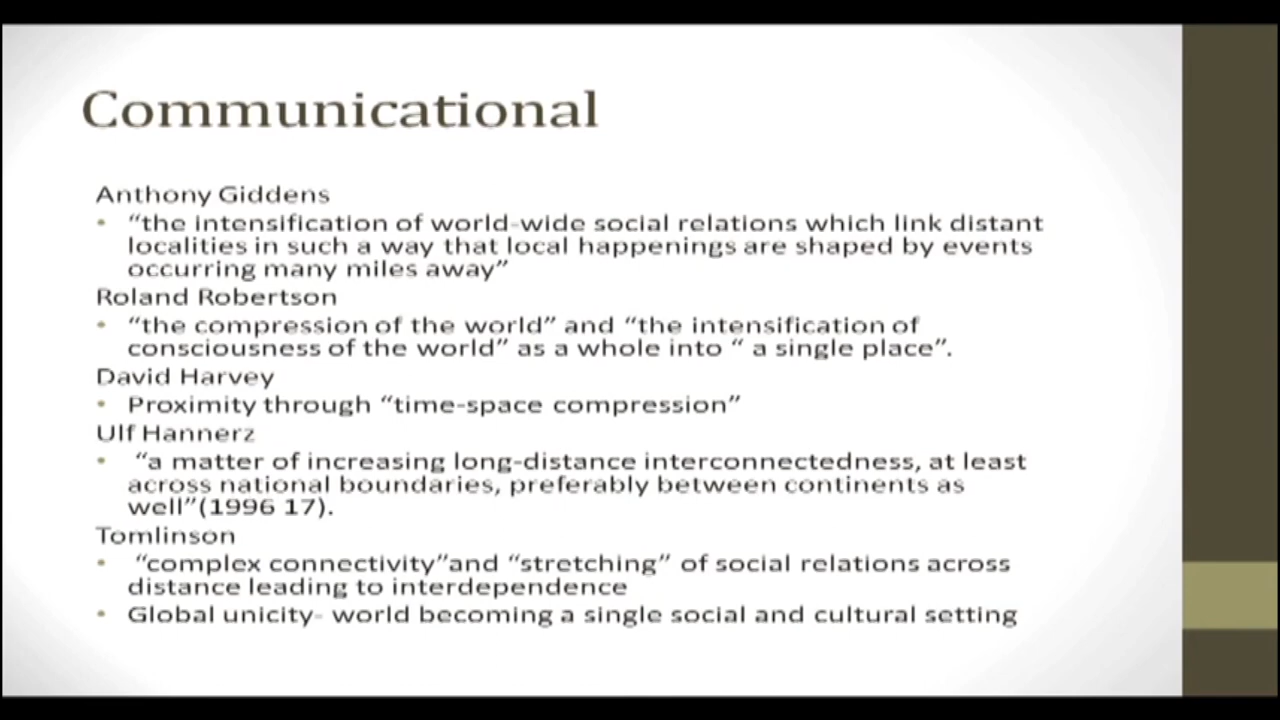 Communicational
Anthony Giddens
• “the intensification of world-wide social relations which link distant
localities in such a way that local happenings are shaped by events
occurring many miles away”
Roland Robertson
• “the compression of the world” and “the intensification of
consciousness of the world” as a whole into “ a single place”.
David Harvey
• Proximity through “time-space compression”
Ulf Hannerz
• “a matter of increasing long-distance interconnectedness, at least
across national boundaries, preferably between continents as
well”(1996 17).
Tomlinson
• “complex connectivity”and “stretching” of social relations across
distance leading to interdependence
• Global unicity- world becoming a single social and cultural setting